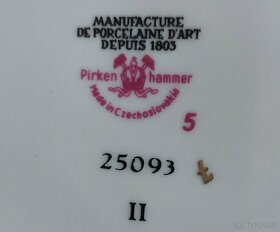 MANUFACTURE
DE PORCELAINE D'ART
DEPUIS 1803
Pirken hammer
Made in Czechoslovakia
5
25093 Ł
II